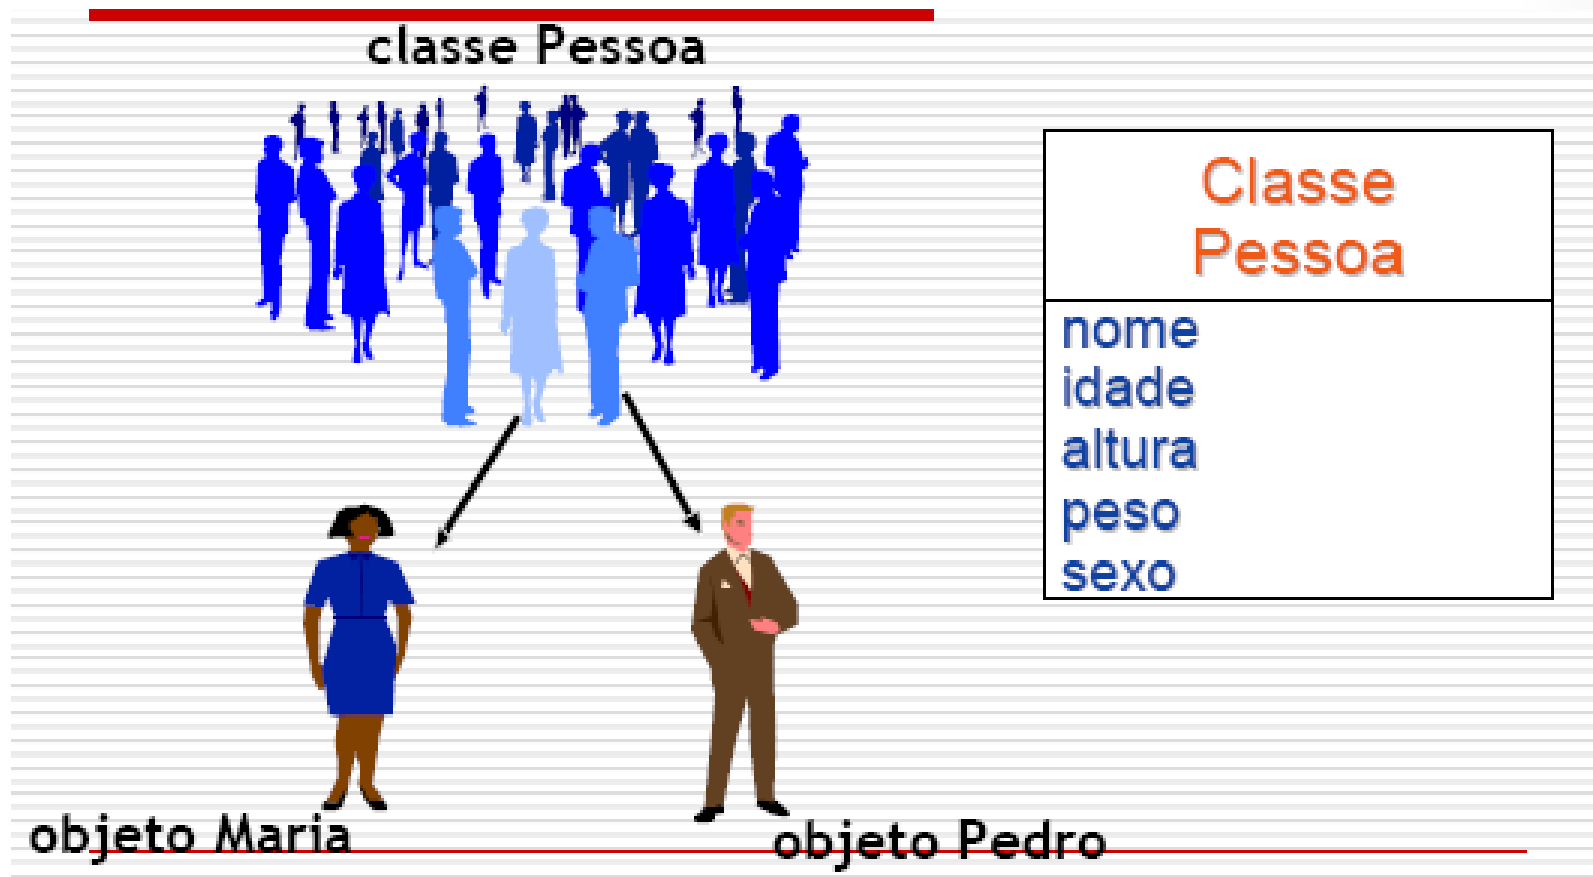 classe Pessoa
Classe
Pessoa
nome
idade
altura
peso
sexo
objeto Maria
objeto Pedro